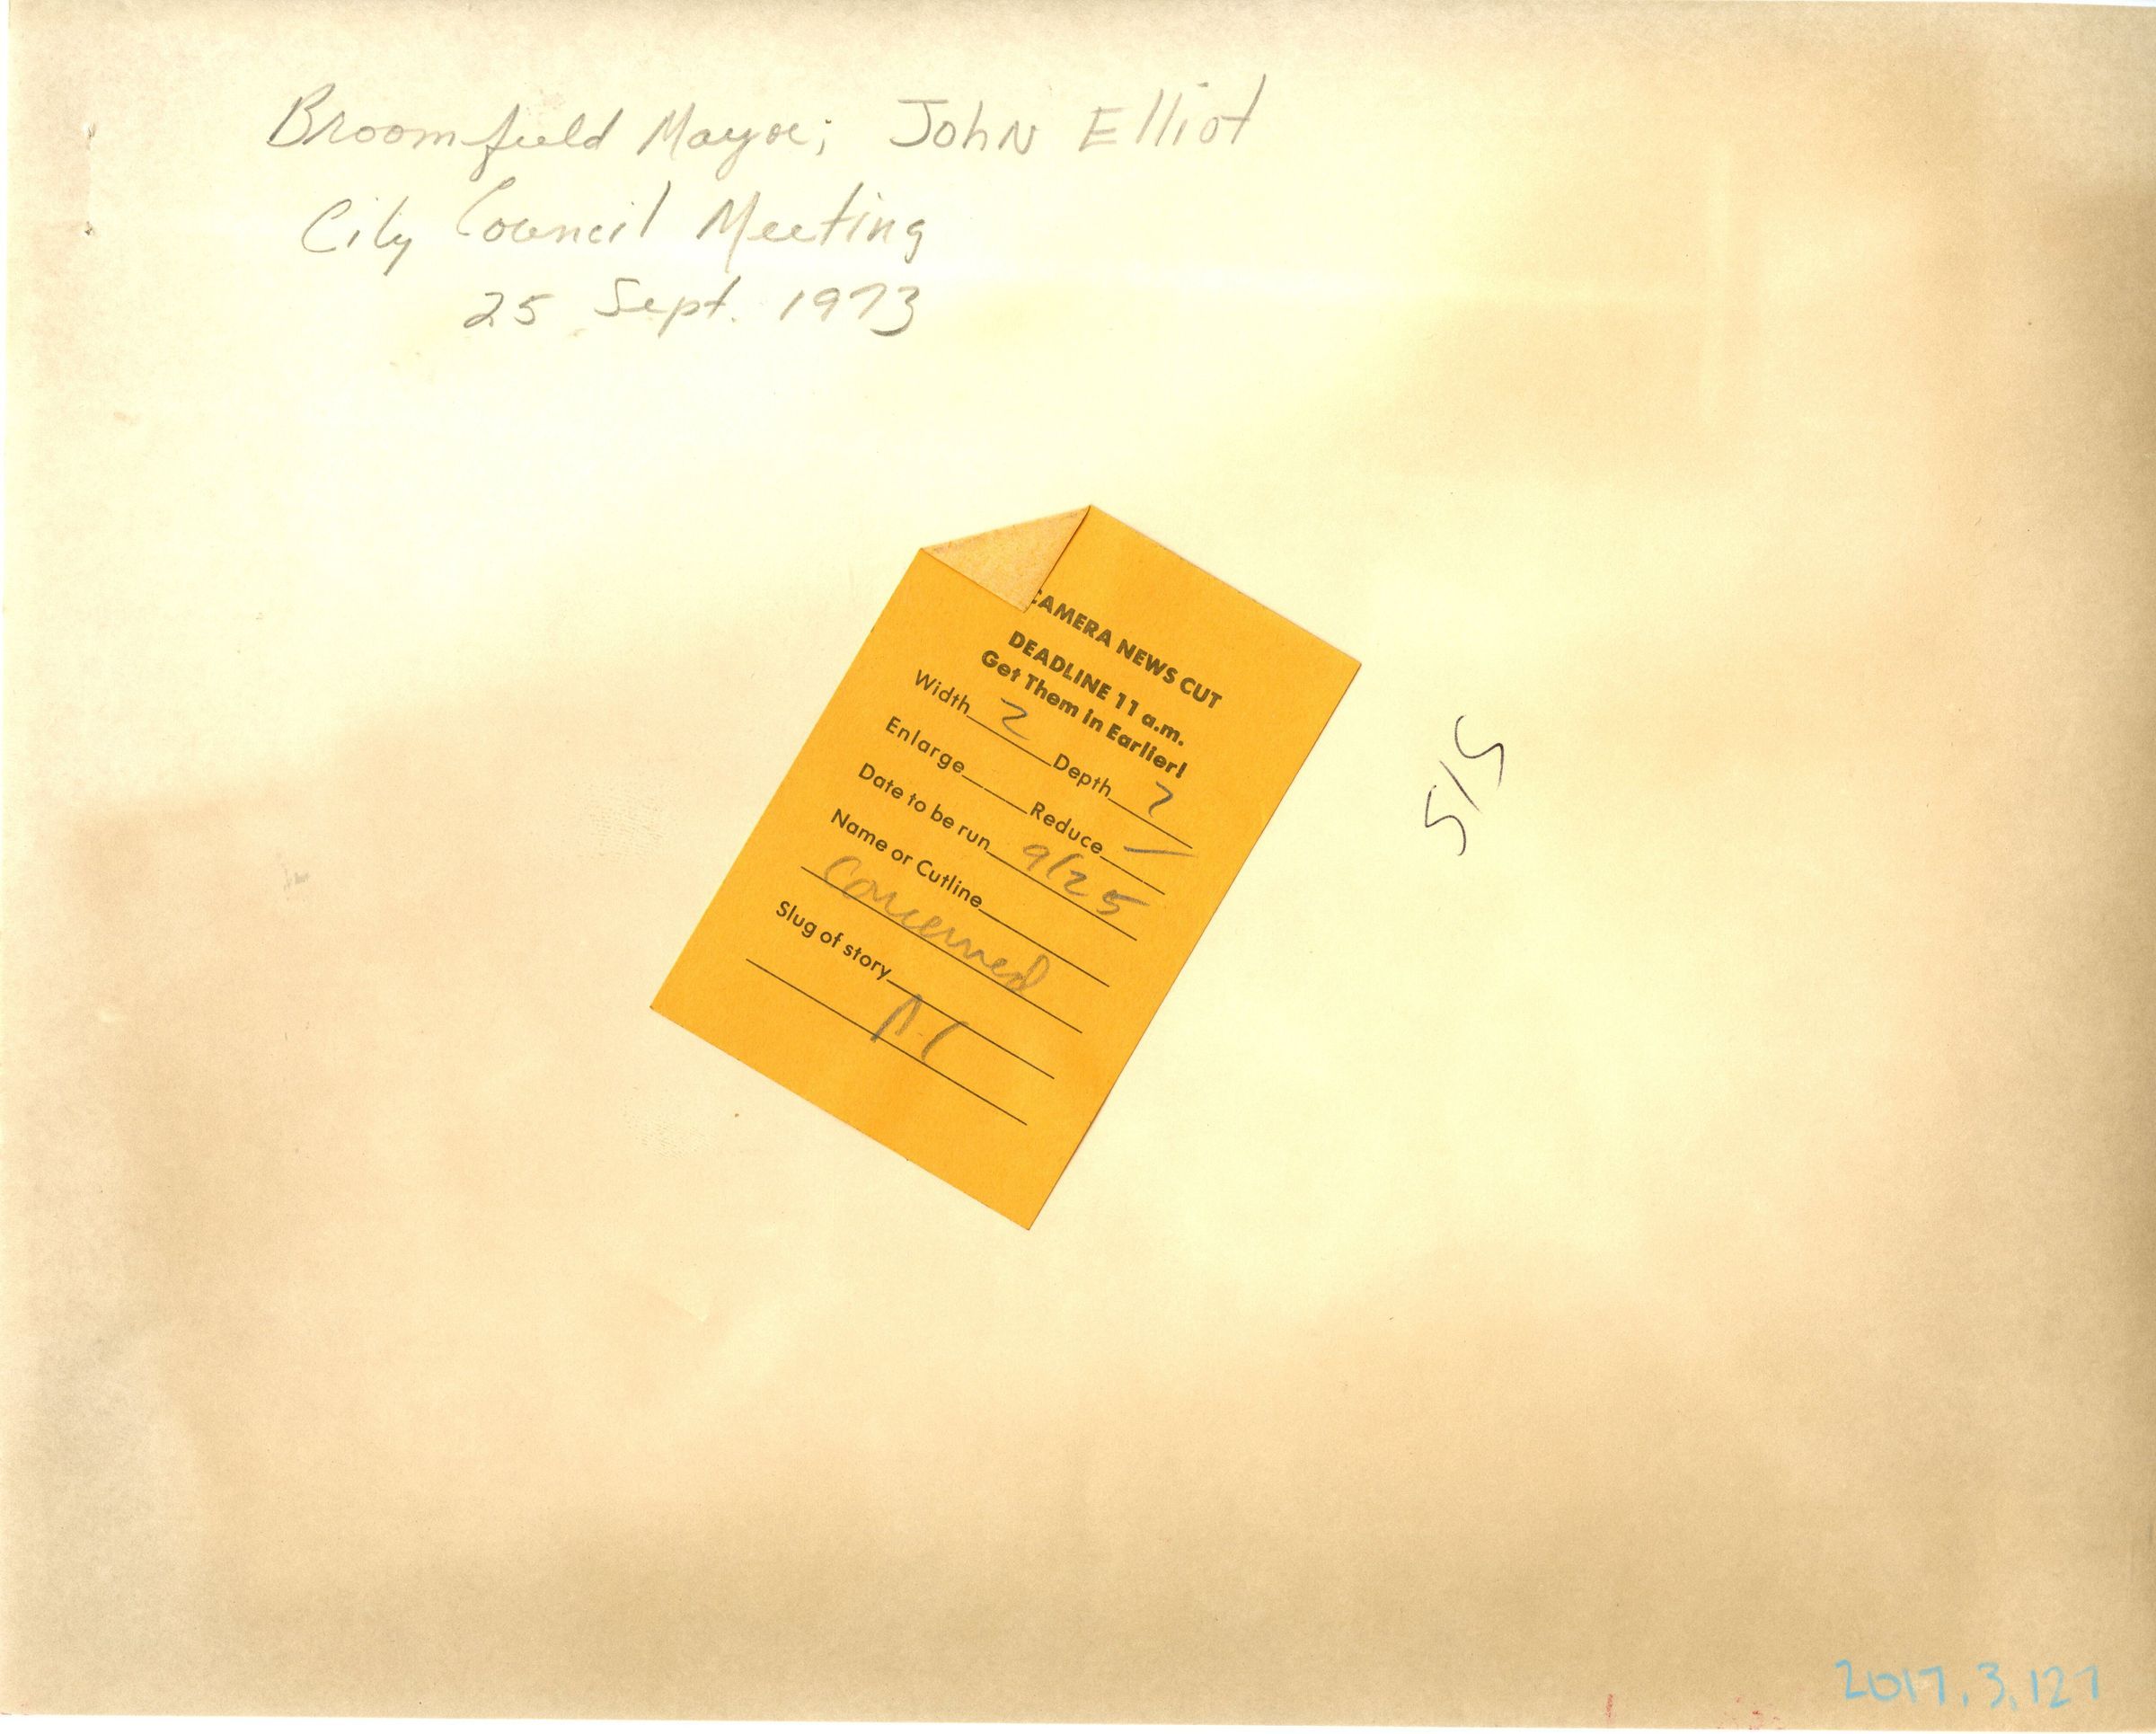 Broomfield Mayor; John Elliot
City Council Meeting
25 Sept. 1973
CAMERA NEWS CUT
DEADLINE 11 a.m.
Get Them in Earlier!
Width 2 Depth 7
Enlarge Reduce
Date to be run 9/25
Name or Cutline
Concerned
Slug of story
2017.3.127